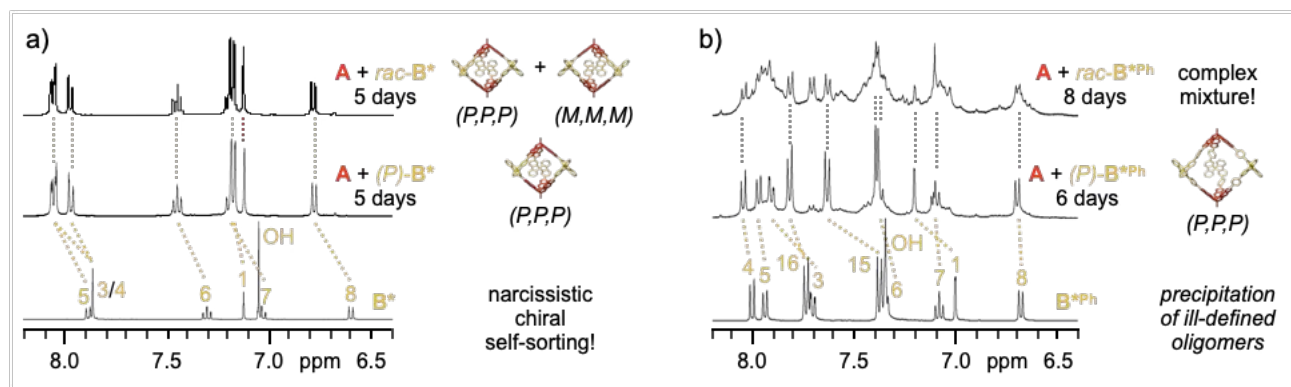 a)
A + rac-B*
5 days
+
(P,P,P)
(M,M,M)
A + (P)-B*
5 days
(P,P,P)
OH
5
3/4
6
1
7
8
B*
narcissistic
chiral
self-sorting!
8.0
7.5
7.0
ppm
6.5
b)
A + rac-B*Ph
8 days
complex
mixture!
A + (P)-B*Ph
6 days
(P,P,P)
OH
4
5
16
3
15
6
7
1
8
B*Ph
precipitation
of ill-defined
oligomers
8.0
7.5
7.0
ppm
6.5